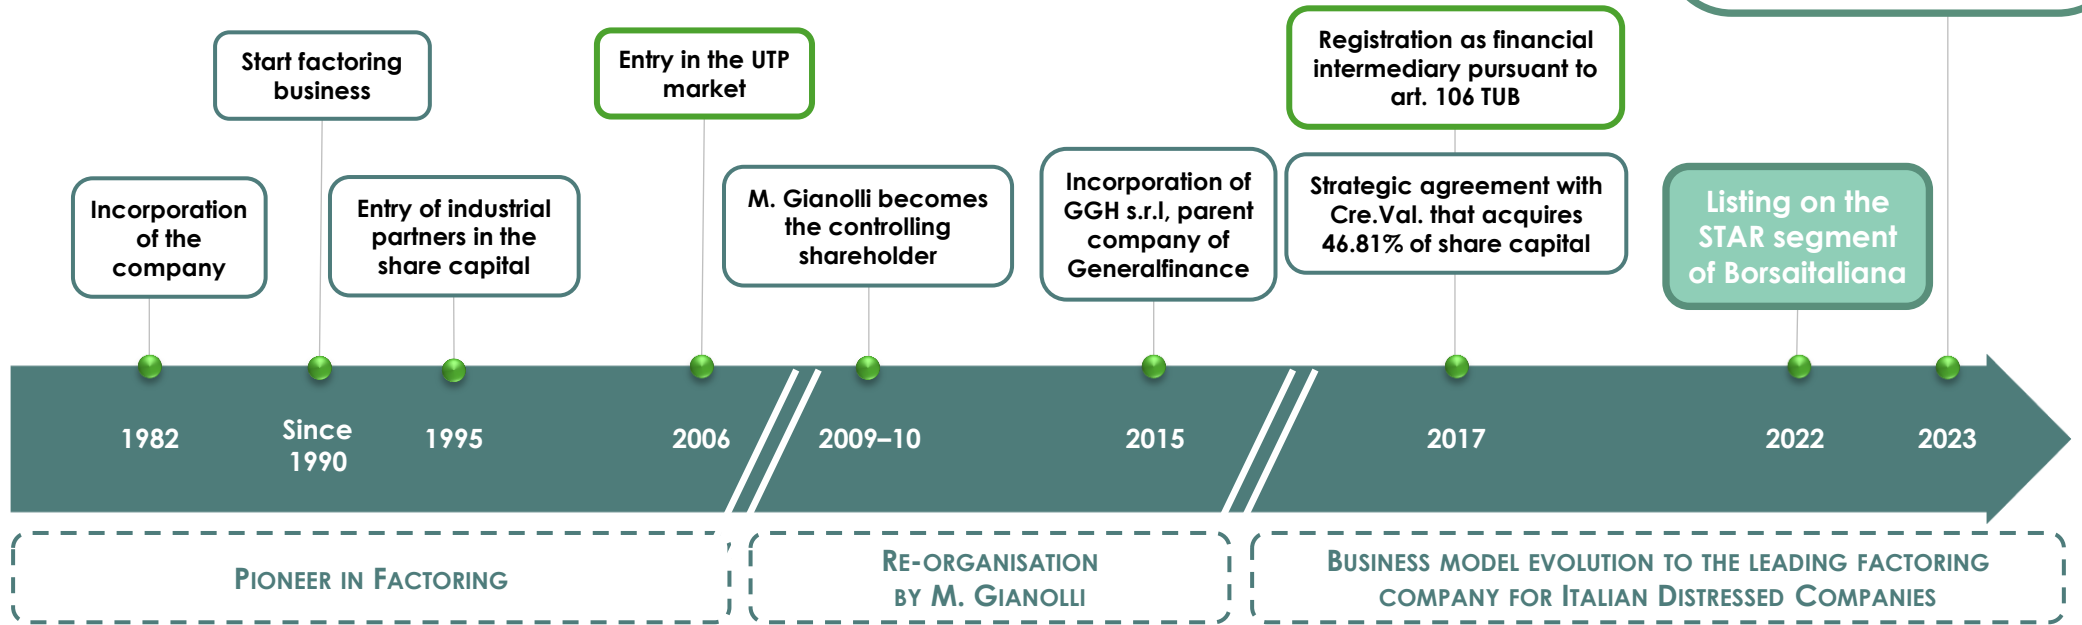 Start factoring
business
Entry in the UTP
market
Registration as financial
intermediary pursuant to
art. 106 TUB
Incorporation
of the
company
Entry of industrial
partners in the
share capital
M. Gianolli becomes
the controlling
shareholder
Incorporation of
GGH s.r.l, parent
company of
Generalfinance
Strategic agreement with
Cre.Val. that acquires
46.81% of share capital
Listing on the
STAR segment
of Borsaitaliana
1982
Since
1990
1995
2006
2009–10
2015
2017
2022
2023
Pioneer in Factoring
Re-organisation
by M. Gianolli
Business model evolution to the leading factoring
company for Italian Distressed Companies